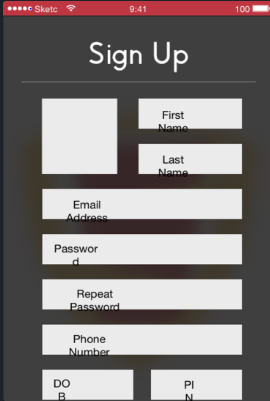 Sketc 9:41 100
Sign Up
First
Name
Last
Name
Email
Address
Passwor
d
Repeat
Password
Phone
Number
DO PI
B N